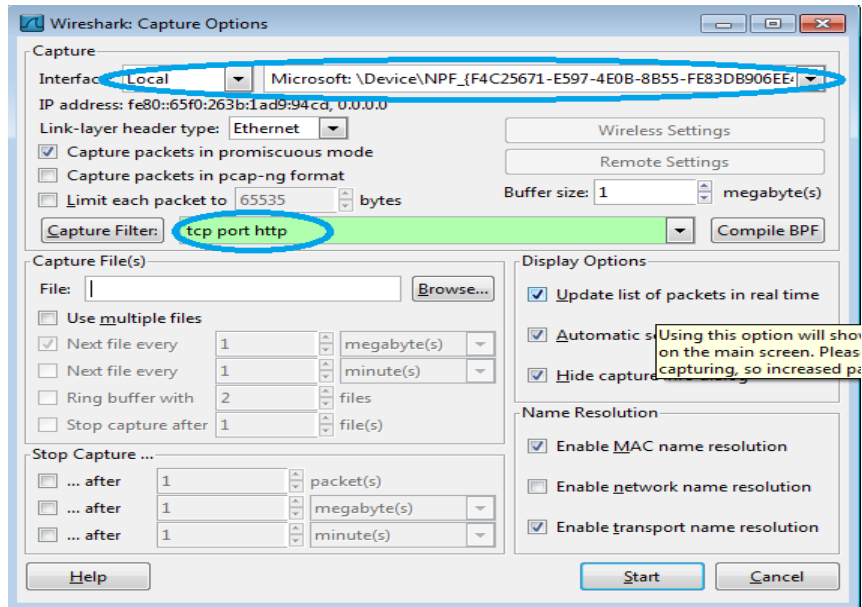 Wireshark: Capture Options
Capture
Local Microsoft: \Device\NPF_{F4C25671-E597-4E0B-8B55-FE83DB906EE4
IP address: fe80::65f0:263b:1ad9:94cd, 0.0.0.0
Link-layer header type: Ethernet
Capture packets in promiscuous mode
Capture packets in pcap-ng format
Limit each packet to 65535 bytes
Wireless Settings
Remote Settings
Buffer size: 1 megabyte(s)
Capture Filter: tcp port http Compile BPF
Capture File(s)
File: Browse...
Use multiple files
Next file every 1 megabyte(s)
Next file every 1 minute(s)
Ring buffer with 2 files
Stop capture after 1 file(s)
Stop Capture ...
... after 1 packet(s)
... after 1 megabyte(s)
... after 1 minute(s)
Display Options
Update list of packets in real time
Automatic
Using this option will
on the main screen.
capturing, so increased
Hide capture
Name Resolution
Enable MAC name resolution
Enable network name resolution
Enable transport name resolution
Help Start Cancel